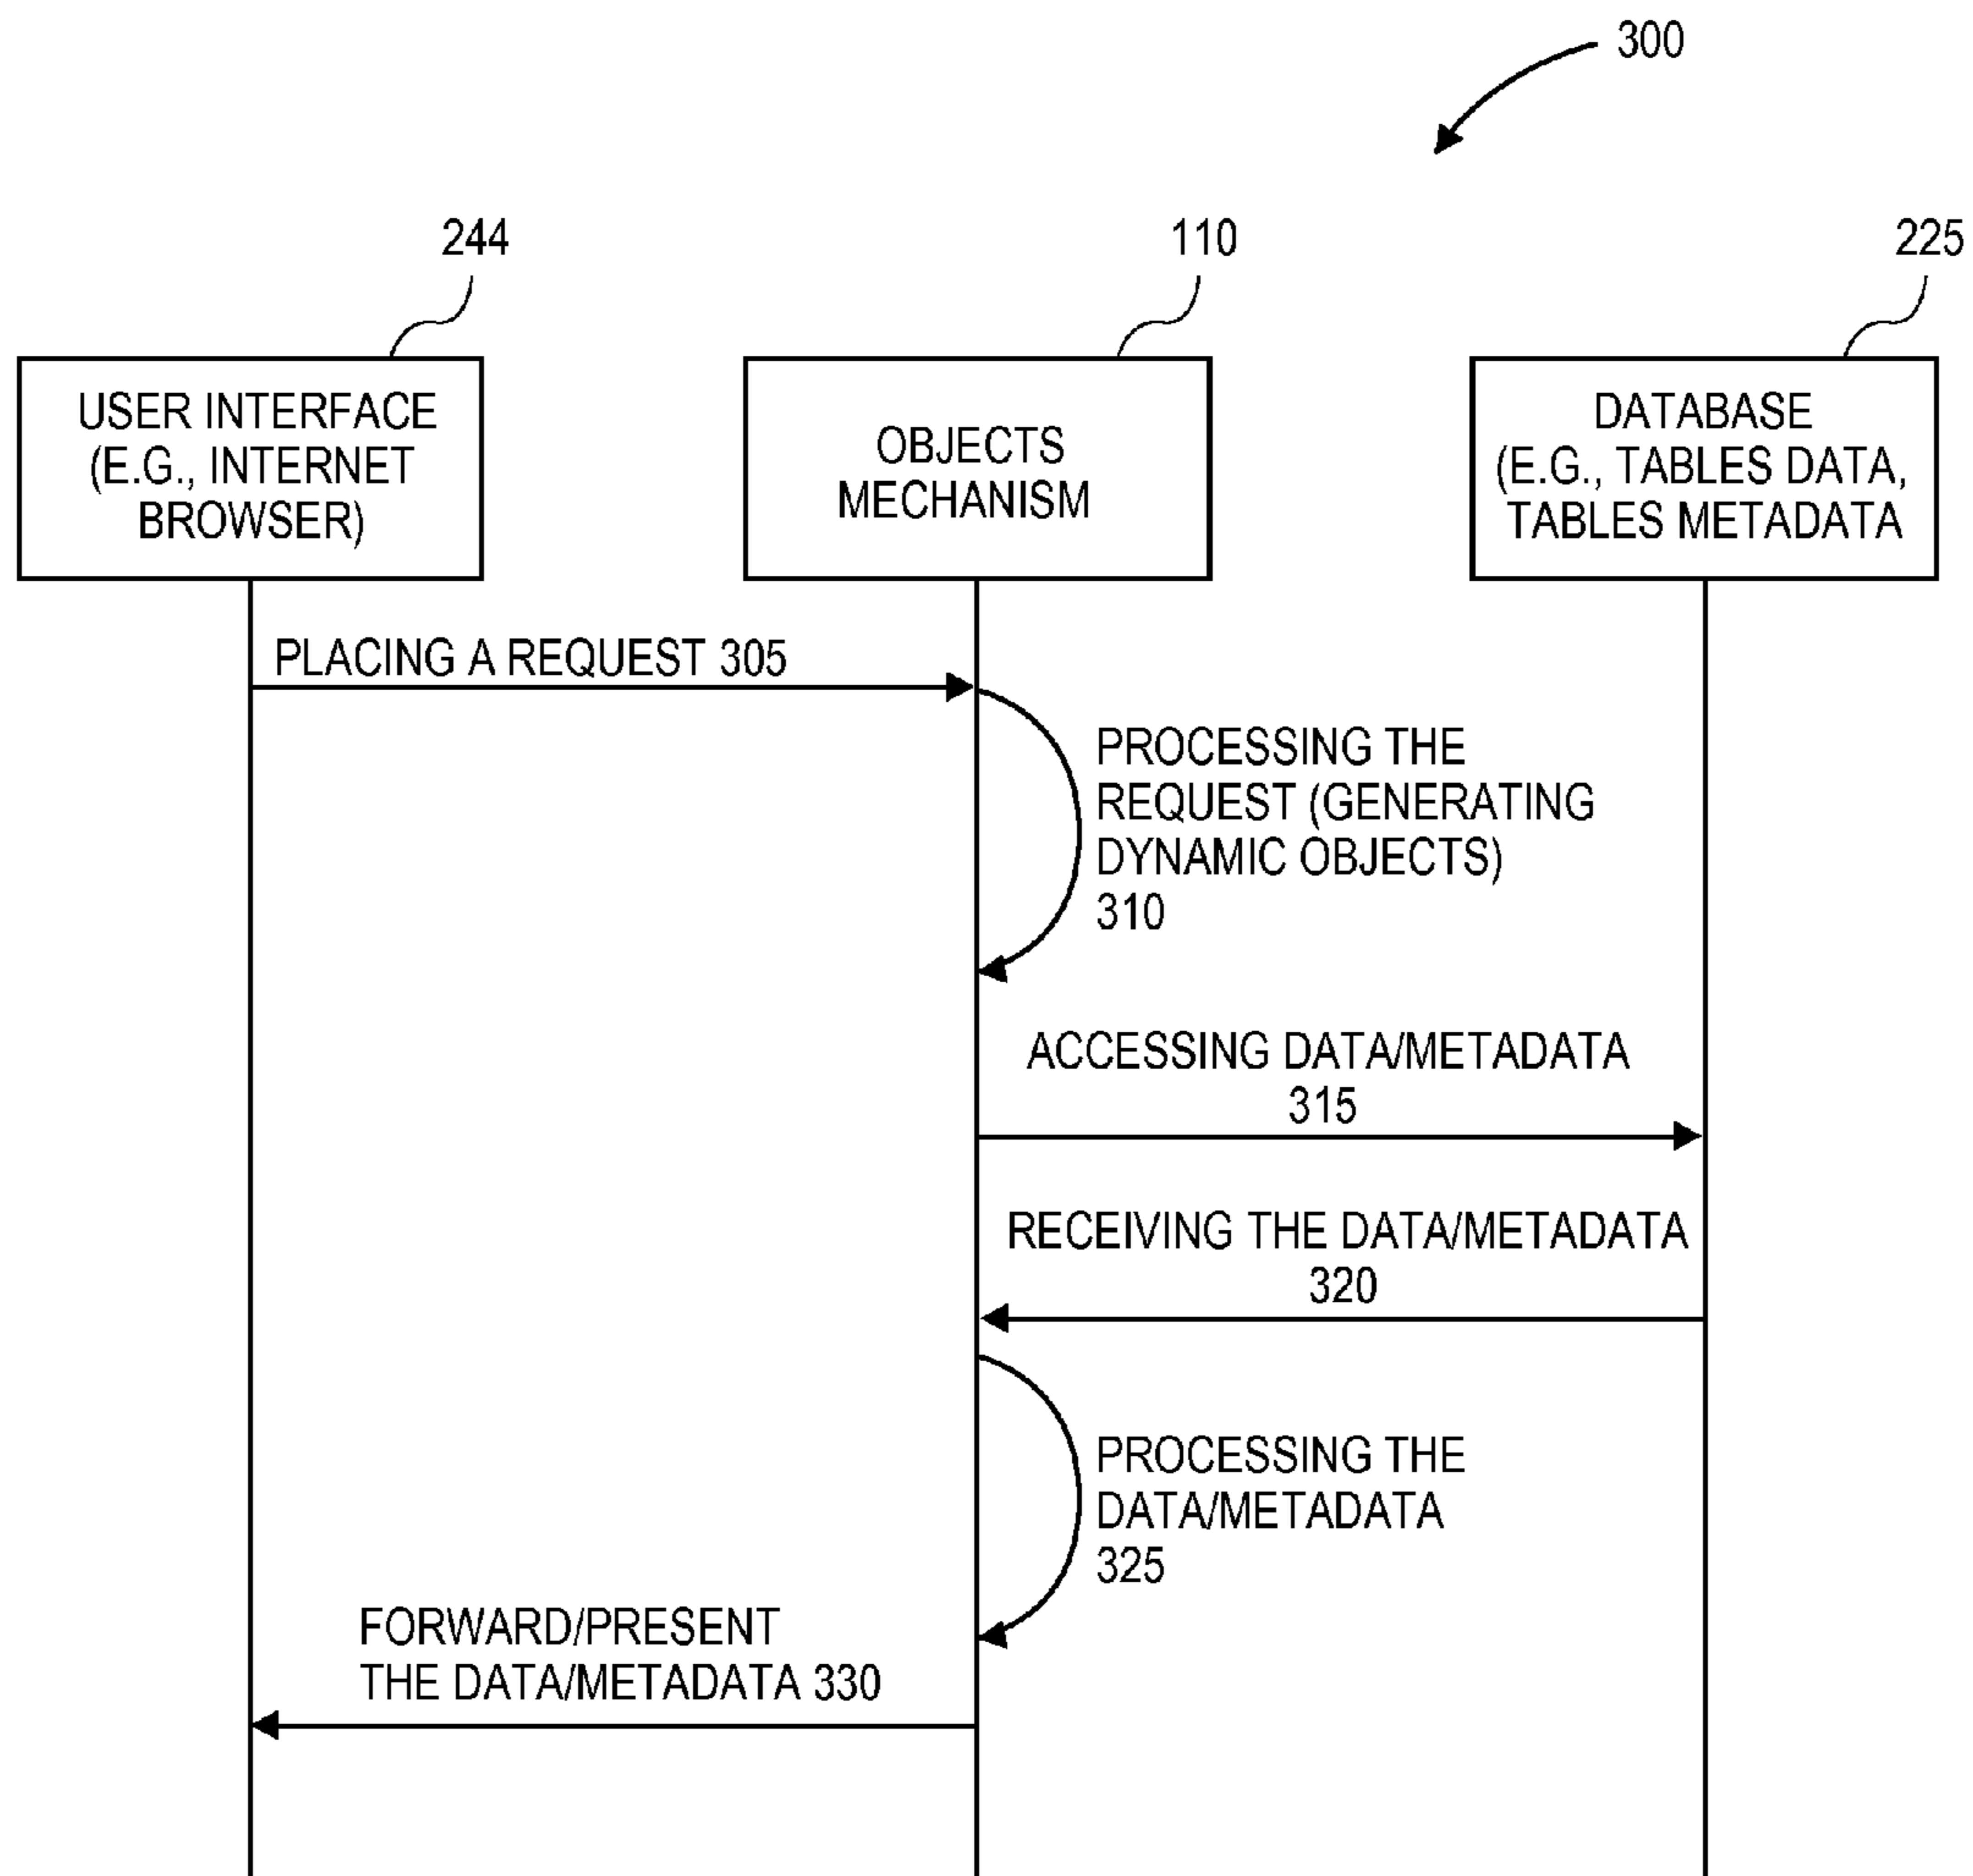 300
244
110
225
USER INTERFACE
(E.G., INTERNET
BROWSER)
OBJECTS
MECHANISM
DATABASE
(E.G., TABLES DATA,
TABLES METADATA
PLACING A REQUEST 305
PROCESSING THE
REQUEST (GENERATING
DYNAMIC OBJECTS)
310
ACCESSING DATA/METADATA
315
RECEIVING THE DATA/METADATA
320
PROCESSING THE
DATA/METADATA
325
FORWARD/PRESENT
THE DATA/METADATA 330